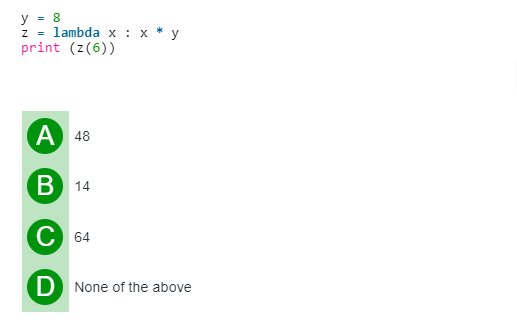 y = 8
z = lambda x : x * y
print (z(6))
A 48
B 14
C 64
D None of the above